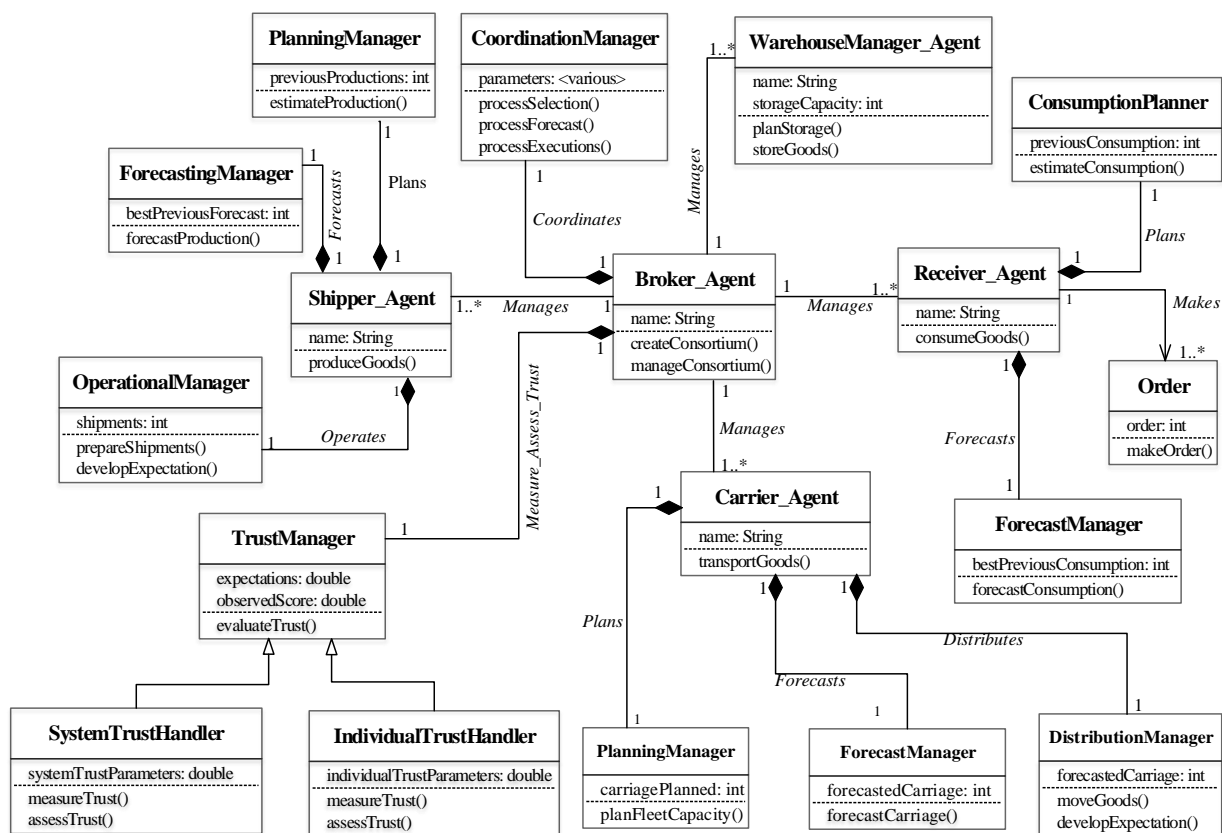 PlanningManager
previousProductions: int
estimateProduction()
1
Plans
1
CoordinationManager
parameters: <various>
processSelection()
processForecast()
processExecutions()
1
Coordinates
1
1..*
WarehouseManager_Agent
name: String
storageCapacity: int
planStorage()
storeGoods()
Manages
1
ConsumptionPlanner
previousConsumption: int
estimateConsumption()
1
Plans
1
ForecastingManager
bestPreviousForecast: int
forecastProduction()
1
Forecasts
1
Shipper_Agent
name: String
produceGoods()
1..*
Manages
1
Broker_Agent
name: String
createConsortium()
manageConsortium()
1
Manages
1..*
Receiver_Agent
name: String
consumeGoods()
1
Makes
1..*
Order
order: int
makeOrder()
OperationalManager
shipments: int
prepareShipments()
developExpectation()
1
Operates
1
1
Measure_Assess_Trust
1
1
Manages
1..*
1
Forecasts
1
Carrier_Agent
name: String
transportGoods()
ForecastManager
bestPreviousConsumption: int
forecastConsumption()
TrustManager
expectations: double
observedScore: double
evaluateTrust()
1
Plans
1
1
Forecasts
1
1
Distributes
1
SystemTrustHandler
systemTrustParameters: double
measureTrust()
assessTrust()
IndividualTrustHandler
individualTrustParameters: double
measureTrust()
assessTrust()
PlanningManager
carriagePlanned: int
planFleetCapacity()
ForecastManager
forecastedCarriage: int
forecastCarriage()
DistributionManager
forecastedCarriage: int
moveGoods()
developExpectation()